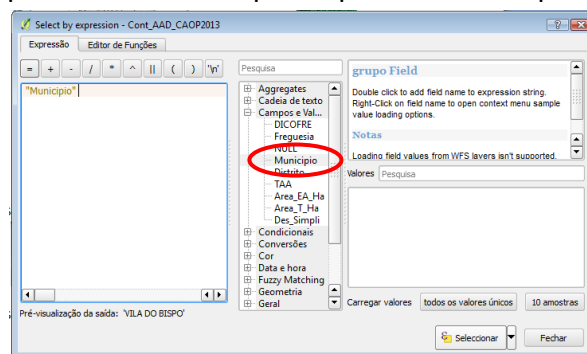 Select by expression - Cont_AAD_CAOP2013
Expressão Editor de Funções
= + - / * ^ || ( ) '\n'
"Municipio"
Pesquisa
Aggregates
Cadeia de texto
Campos e Val...
DICOFRE
Freguesia
NULL
Municipio
Distrito
TAA
Area_EA_Ha
Area_T_Ha
Des_Simpli
Condicionais
Conversões
Cor
Data e hora
Fuzzy Matching
Geometria
Geral
grupo Field
Double click to add field name to expression string.
Right-Click on field name to open context menu sample
value loading options.
Notas
Loading field values from WFS layers isn't supported.
Valores Pesquisa
Carregar valores todos os valores únicos 10 amostras
Pré-visualização da saída: 'VILA DO BISPO'
Seleccionar Fechar